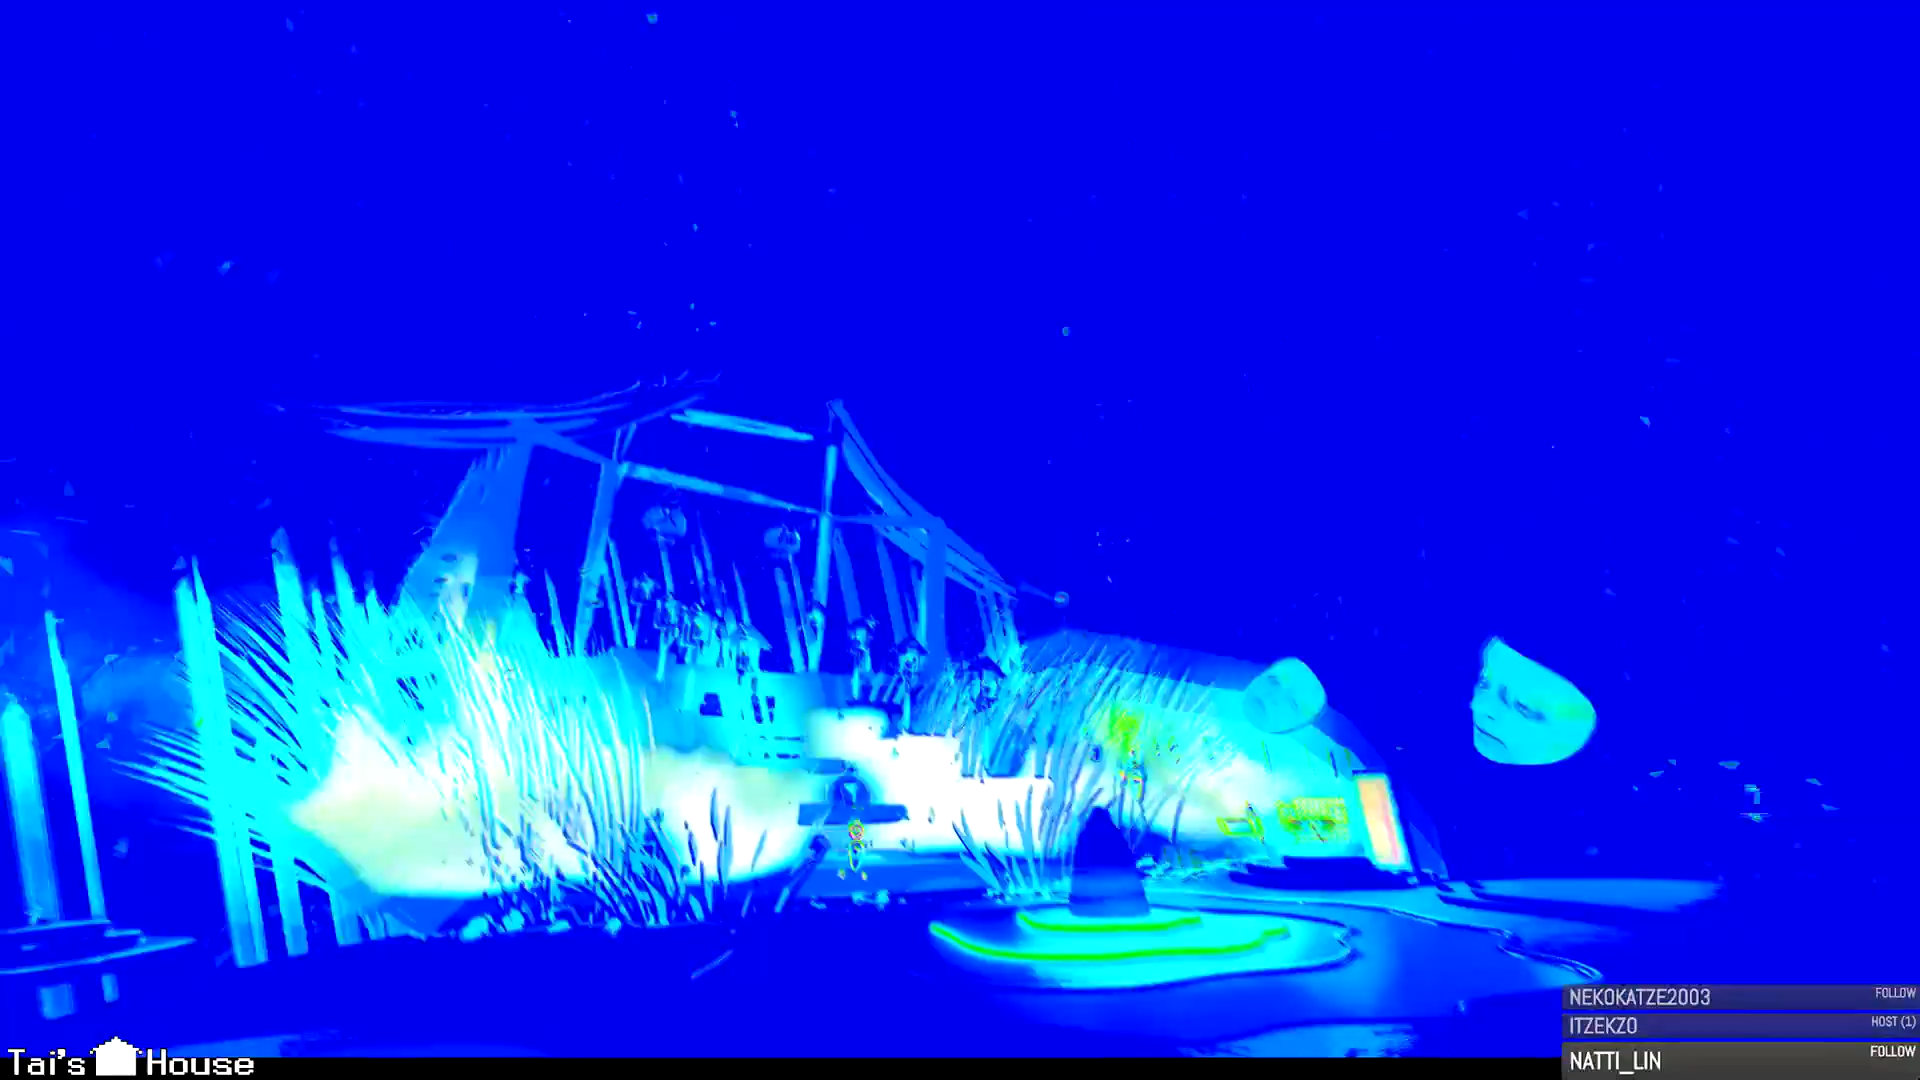 NEKOKATZE2003 FOLLOW
ITZEKZO HOST (1)
NATTI_LIN FOLLOW
Tai's House